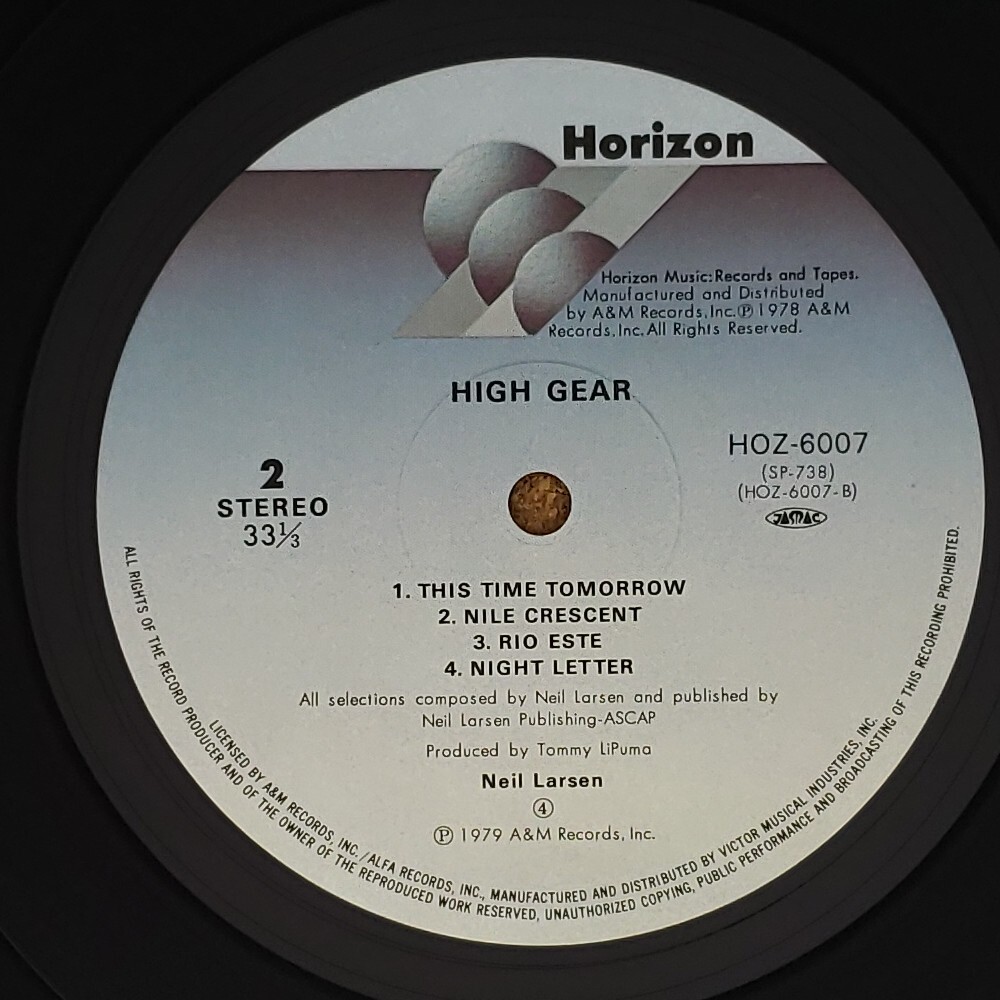 Horizon
Horizon Music:Records and Tapes.
Manufactured and Distributed
by A&M Records,Inc.Ⓟ1978 A&M
Records,Inc.All Rights Reserved.
HIGH GEAR
2
STEREO
33⅓
HOZ-6007
(SP-738)
(HOZ-6007-B)
JASRAC
1. THIS TIME TOMORROW
2. NILE CRESCENT
3. RIO ESTE
4. NIGHT LETTER
All selections composed by Neil Larsen and published by
Neil Larsen Publishing-ASCAP
Produced by Tommy LiPuma
Neil Larsen
④
Ⓟ 1979 A&M Records, Inc.
LICENSED BY A&M RECORDS, INC./ALFA RECORDS, INC., MANUFACTURED AND DISTRIBUTED BY VICTOR MUSICAL INDUSTRIES, INC.
ALL RIGHTS OF THE RECORD PRODUCER AND OF THE OWNER OF THE REPRODUCED WORK RESERVED, UNAUTHORIZED COPYING, PUBLIC PERFORMANCE AND BROADCASTING OF THIS RECORDING PROHIBITED.